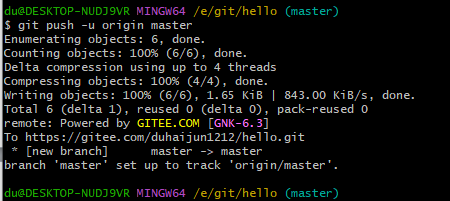 du@DESKTOP-NUDJ9VR MINGW64 /e/git/hello (master)
$ git push -u origin master
Enumerating objects: 6, done.
Counting objects: 100% (6/6), done.
Delta compression using up to 4 threads
Compressing objects: 100% (4/4), done.
Writing objects: 100% (6/6), 1.65 KiB | 843.00 KiB/s, done.
Total 6 (delta 1), reused 0 (delta 0), pack-reused 0
remote: Powered by GITEE.COM [GNK-6.3]
To https://gitee.com/duhaijun1212/hello.git
 * [new branch]      master -> master
branch 'master' set up to track 'origin/master'.
du@DESKTOP-NUDJ9VR MINGW64 /e/git/hello (master)